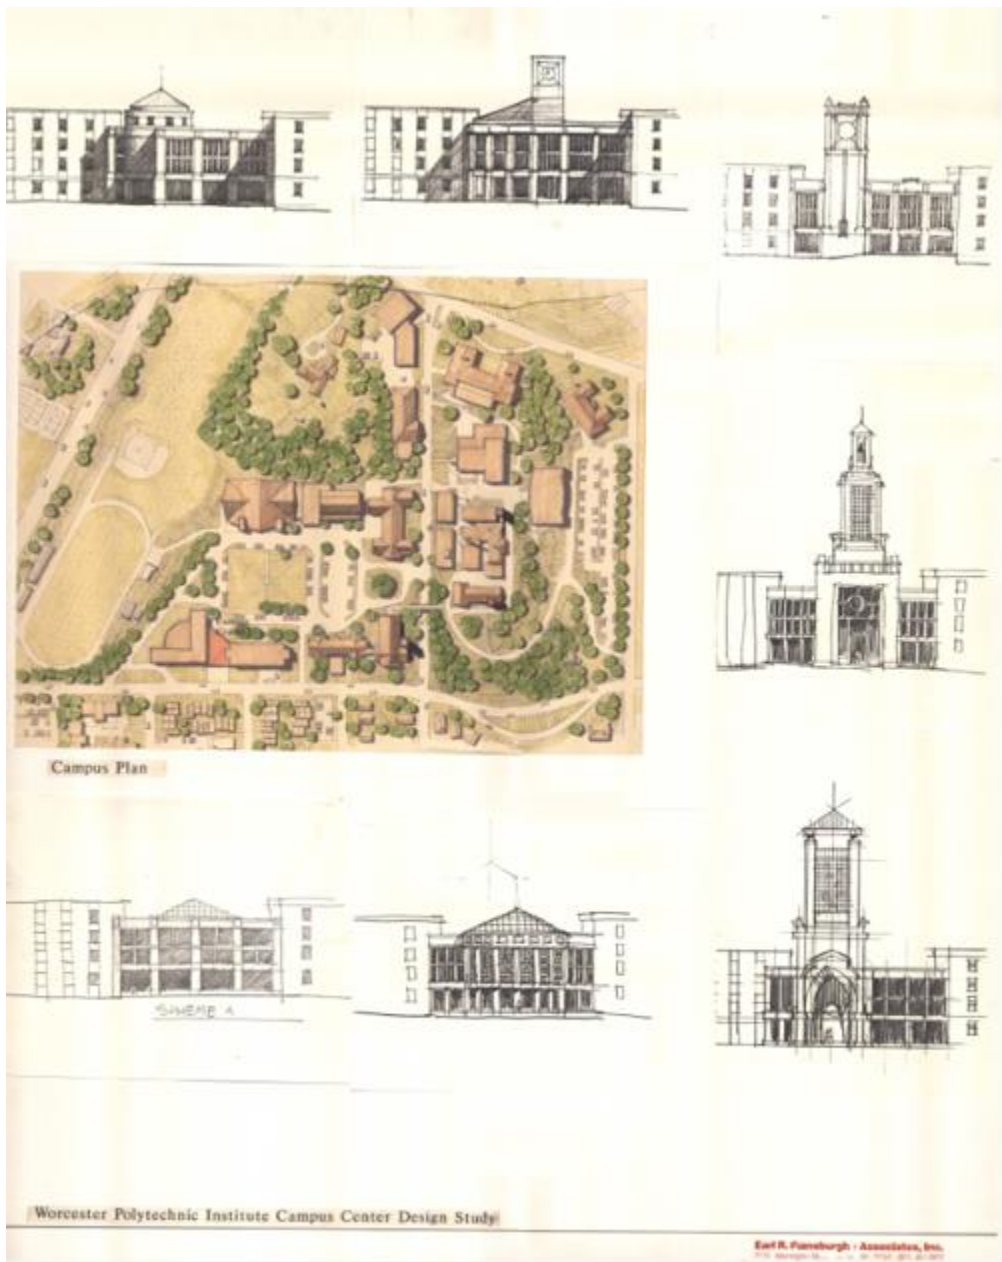 Campus Plan
SCHEME A
Worcester Polytechnic Institute Campus Center Design Study
Earl R. Flansburgh + Associates, Inc.